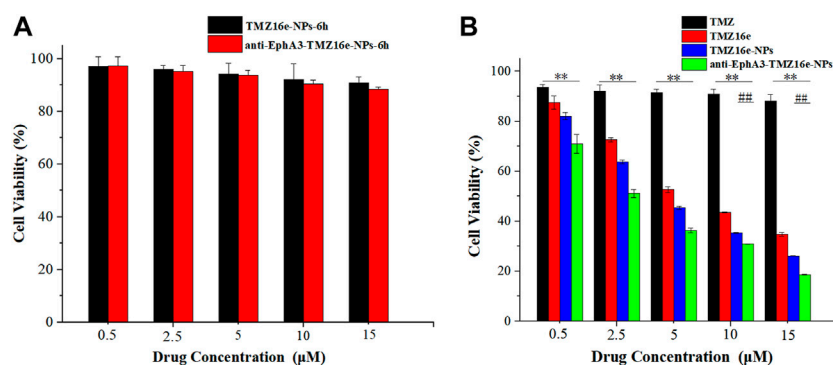 A
TMZ16e-NPs-6h
anti-EphA3-TMZ16e-NPs-6h
Cell Viability (%)
100
80
60
40
20
0
0.5 2.5 5 10 15
Drug Concentration (μM)
B
TMZ
TMZ16e
TMZ16e-NPs
anti-EphA3-TMZ16e-NPs
** ** ** ** **
## ##
Cell Viability (%)
100
80
60
40
20
0
0.5 2.5 5 10 15
Drug Concentration (μM)